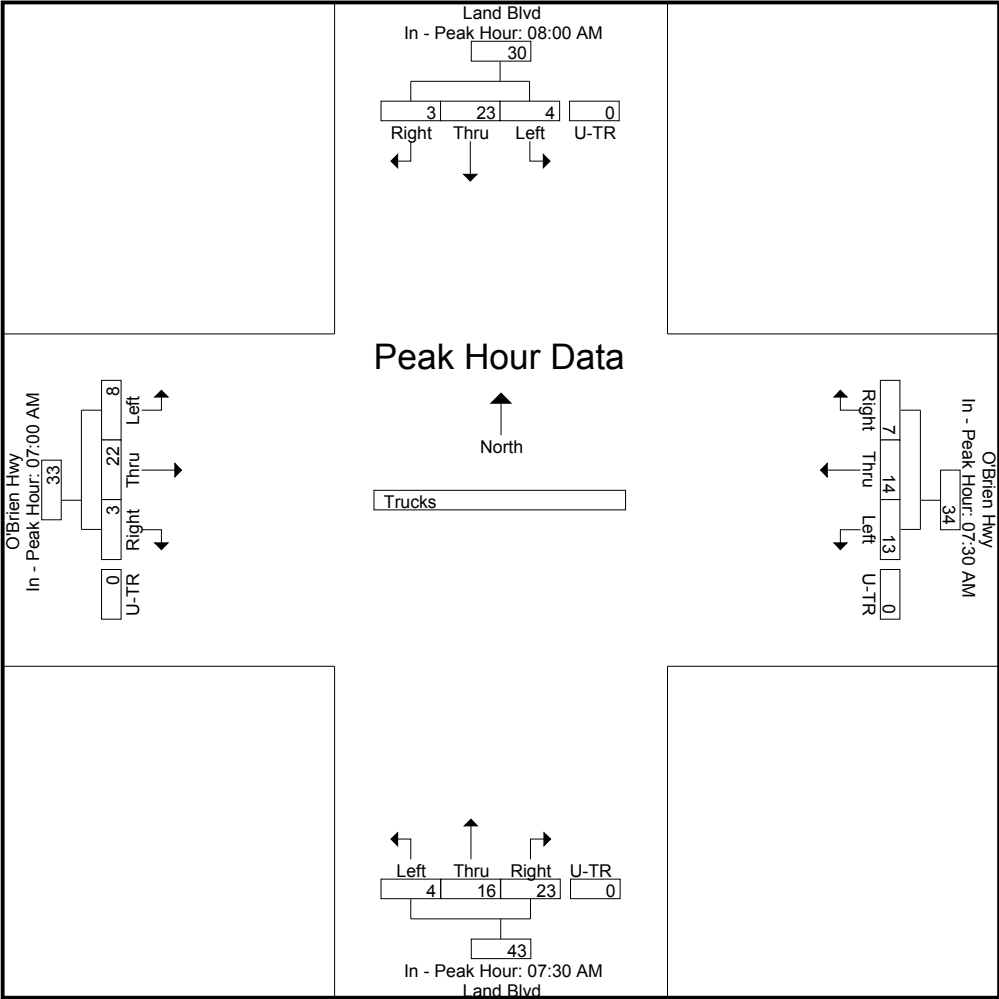 Land Blvd
In - Peak Hour: 08:00 AM
30
3 23 4 0
Right Thru Left U-TR
Peak Hour Data
North
Trucks
O'Brien Hwy
In - Peak Hour: 07:00 AM
33
8 22 3 0
Left Thru Right U-TR
Right Thru Left U-TR
7 14 13 0
34
In - Peak Hour: 07:30 AM
O'Brien Hwy
Left Thru Right U-TR
4 16 23 0
43
In - Peak Hour: 07:30 AM
Land Blvd